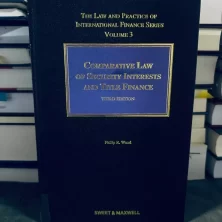 THE LAW AND PRACTICE OF
INTERNATIONAL FINANCE SERIES
VOLUME 3
COMPARATIVE LAW
OF SECURITY INTERESTS
AND TITLE FINANCE
THIRD EDITION
Philip R. Wood
SWEET & MAXWELL